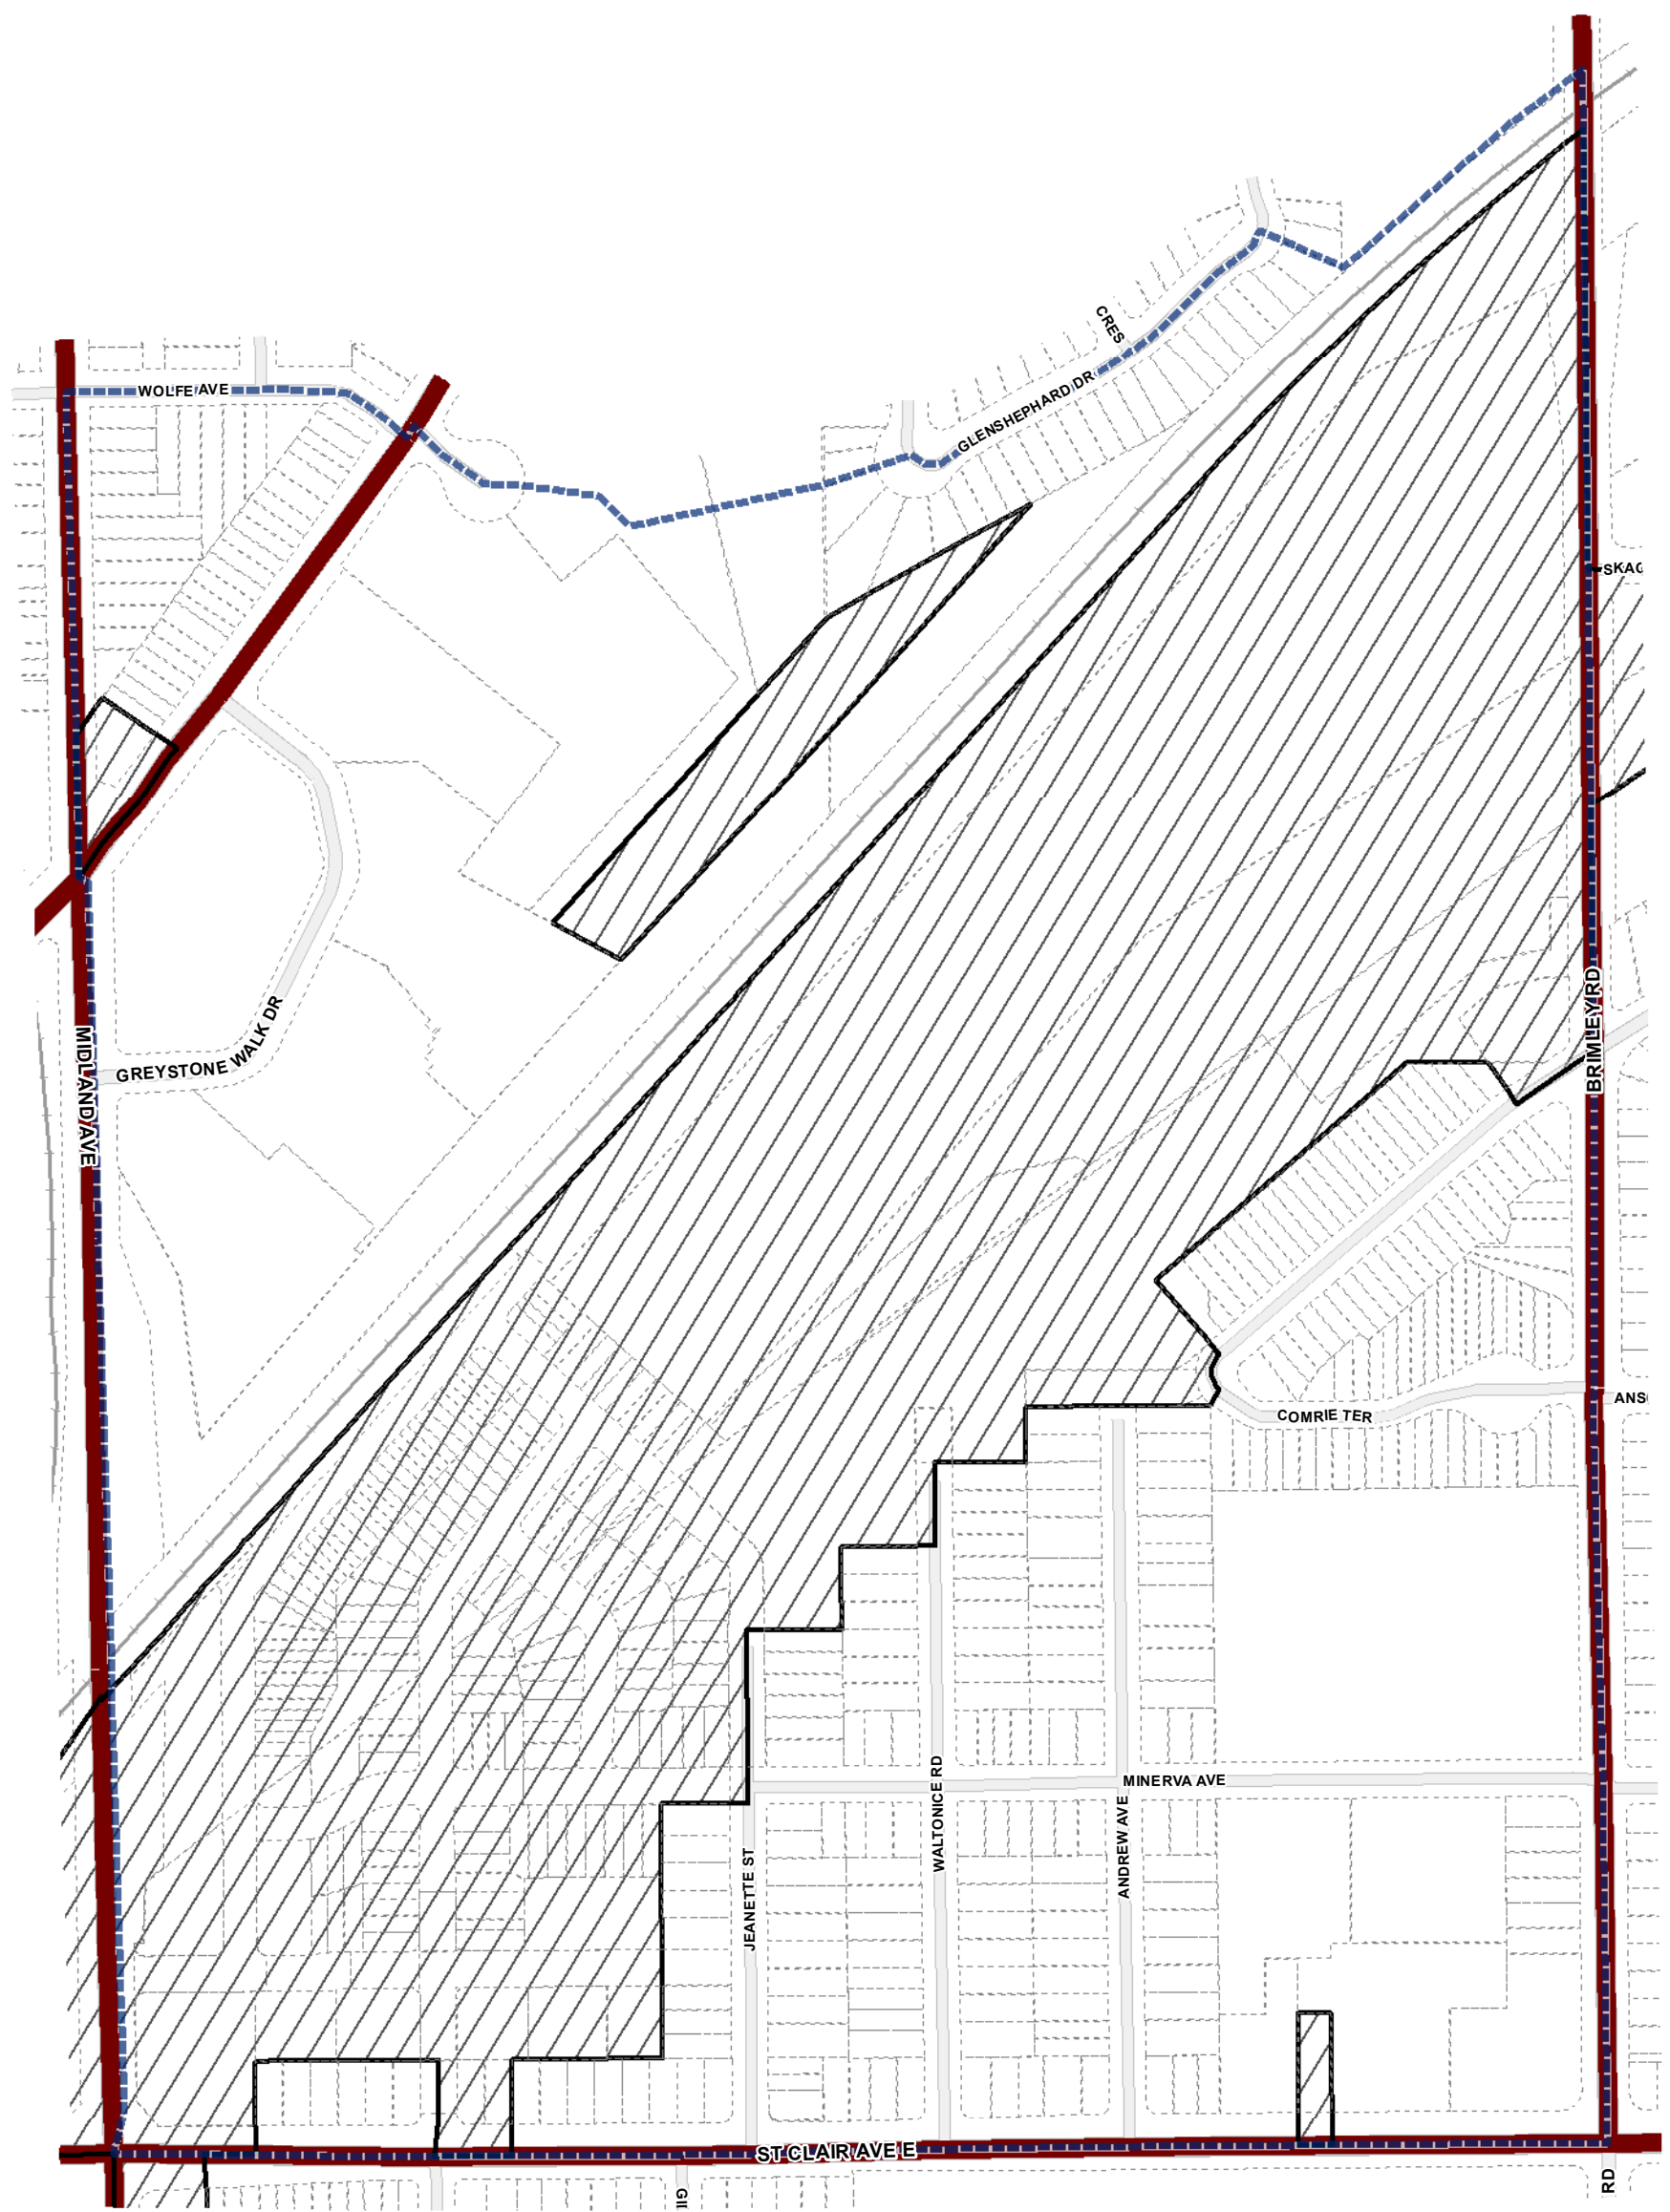 CRES
WOLFE AVE
GLENSHEPHARD DR
SKAG
BRIMLEY RD
GREYSTONE WALK DR
MIDLAND AVE
ANS
COMRIE TER
MINERVA AVE
WALTONICE RD
ANDREW AVE
JEANETTE ST
ST CLAIR AVE E
RD